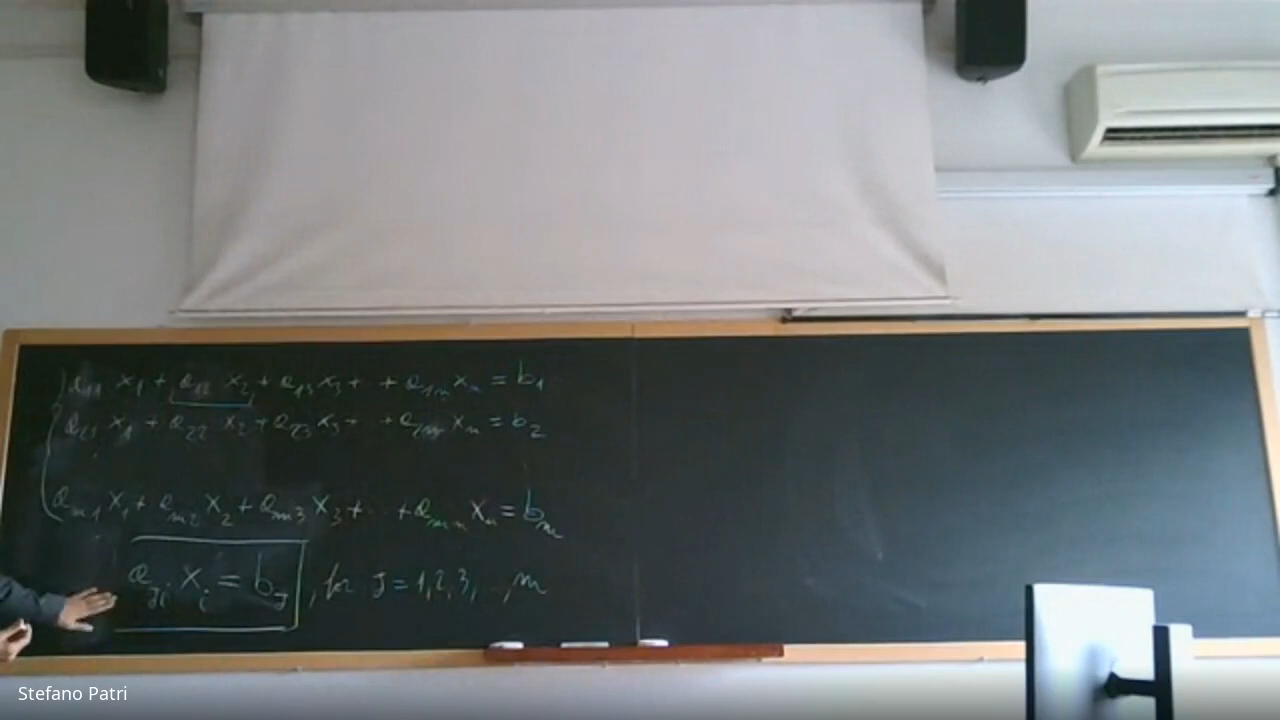 a₁₁ x₁ + a₁₂ x₂ + a₁₃ x₃ + + a₁ₙ xₙ = b₁
a₂₁ x₁ + a₂₂ x₂ + a₂₃ x₃ + + a₂ₙ xₙ = b₂
aₘ₁ x₁ + aₘ₂ x₂ + aₘ₃ x₃ + ... + aₘₙ xₙ = bₘ
aⱼᵢ xᵢ = bⱼ , for J = 1,2,3, ..., m
Stefano Patri